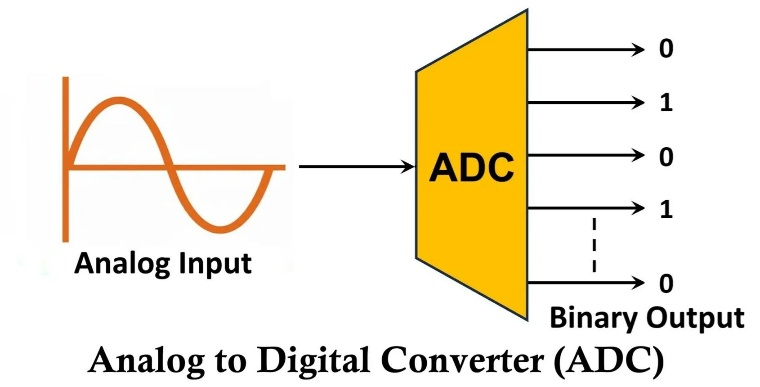 0
1
0
1
0
ADC
Analog Input
Binary Output
Analog to Digital Converter (ADC)